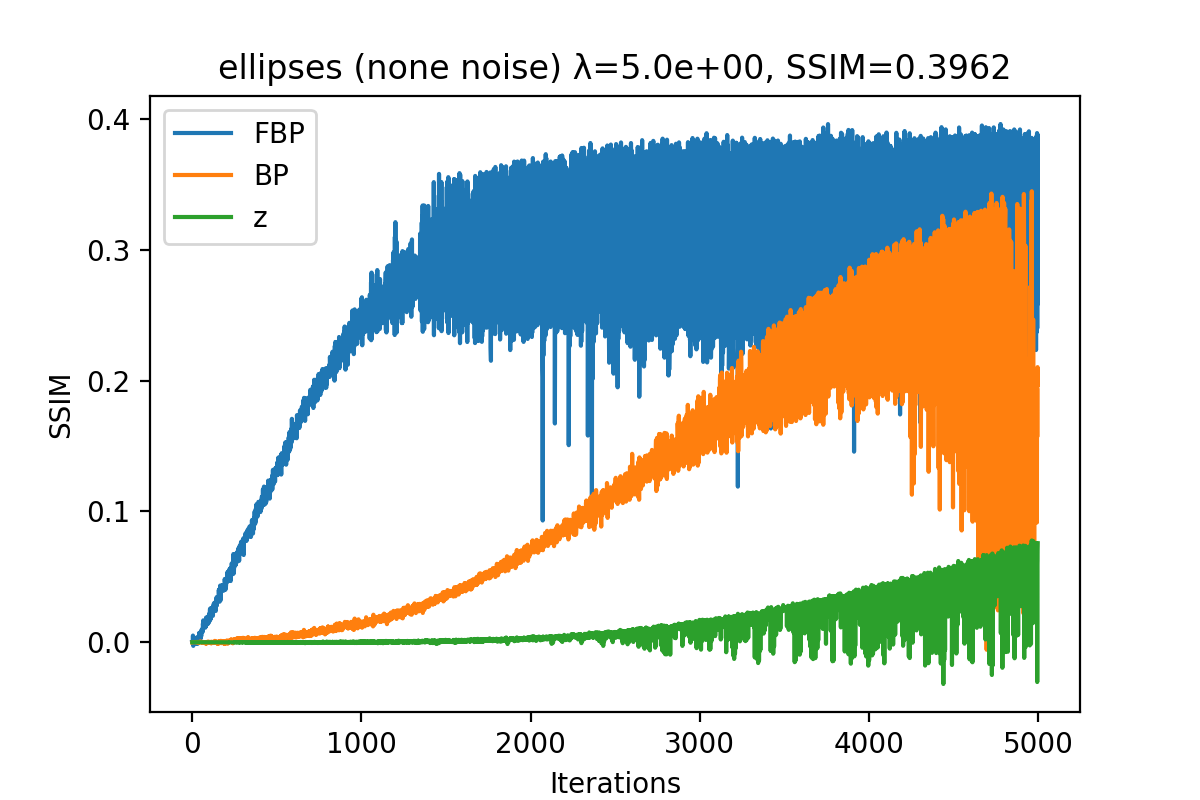 ellipses (none noise) λ=5.0e+00, SSIM=0.3962
FBP
BP
z
SSIM
0.4
0.3
0.2
0.1
0.0
0 1000 2000 3000 4000 5000
Iterations